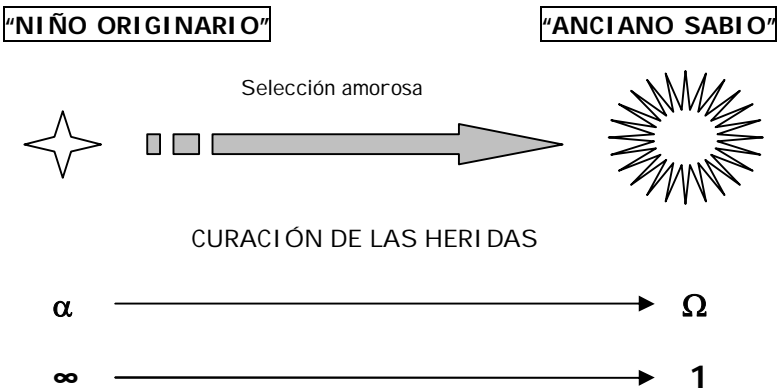 “NIÑO ORIGINARIO” “ANCIANO SABIO”
Selección amorosa
CURACIÓN DE LAS HERIDAS
α Ω
∞ 1